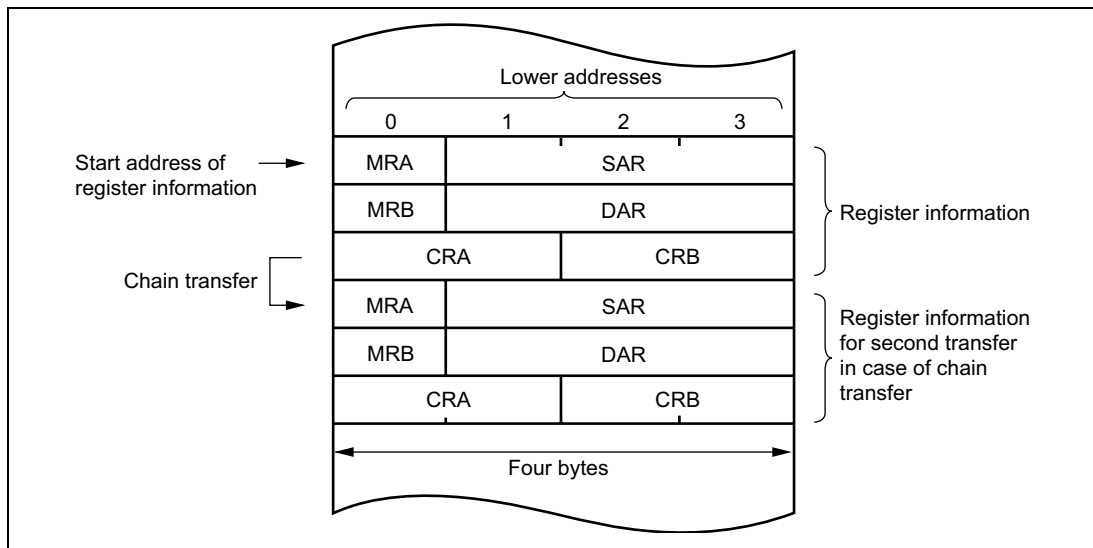 Lower addresses
0 1 2 3
Start address of
register information
MRA SAR
MRB DAR
CRA CRB
Register information
Chain transfer
MRA SAR
MRB DAR
CRA CRB
Register information
for second transfer
in case of chain
transfer
Four bytes